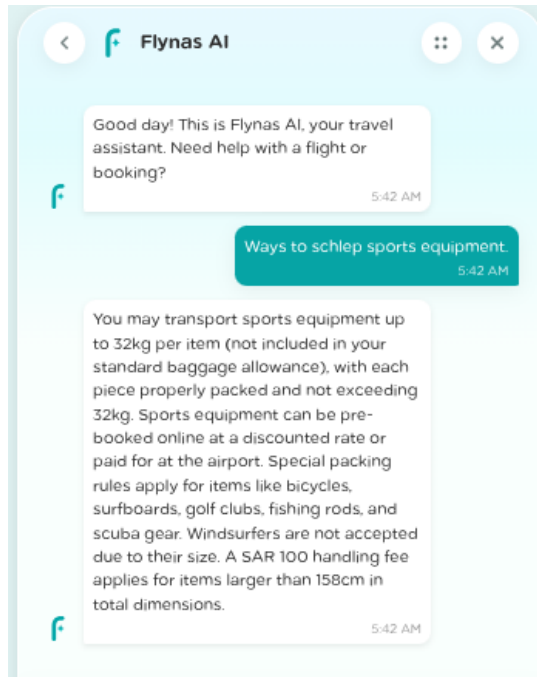 Flynas AI
Good day! This is Flynas AI, your travel
assistant. Need help with a flight or
booking?
5:42 AM
Ways to schlep sports equipment.
5:42 AM
You may transport sports equipment up
to 32kg per item (not included in your
standard baggage allowance), with each
piece properly packed and not exceeding
32kg. Sports equipment can be pre-
booked online at a discounted rate or
paid for at the airport. Special packing
rules apply for items like bicycles,
surfboards, golf clubs, fishing rods, and
scuba gear. Windsurfers are not accepted
due to their size. A SAR 100 handling fee
applies for items larger than 158cm in
total dimensions.
5:42 AM